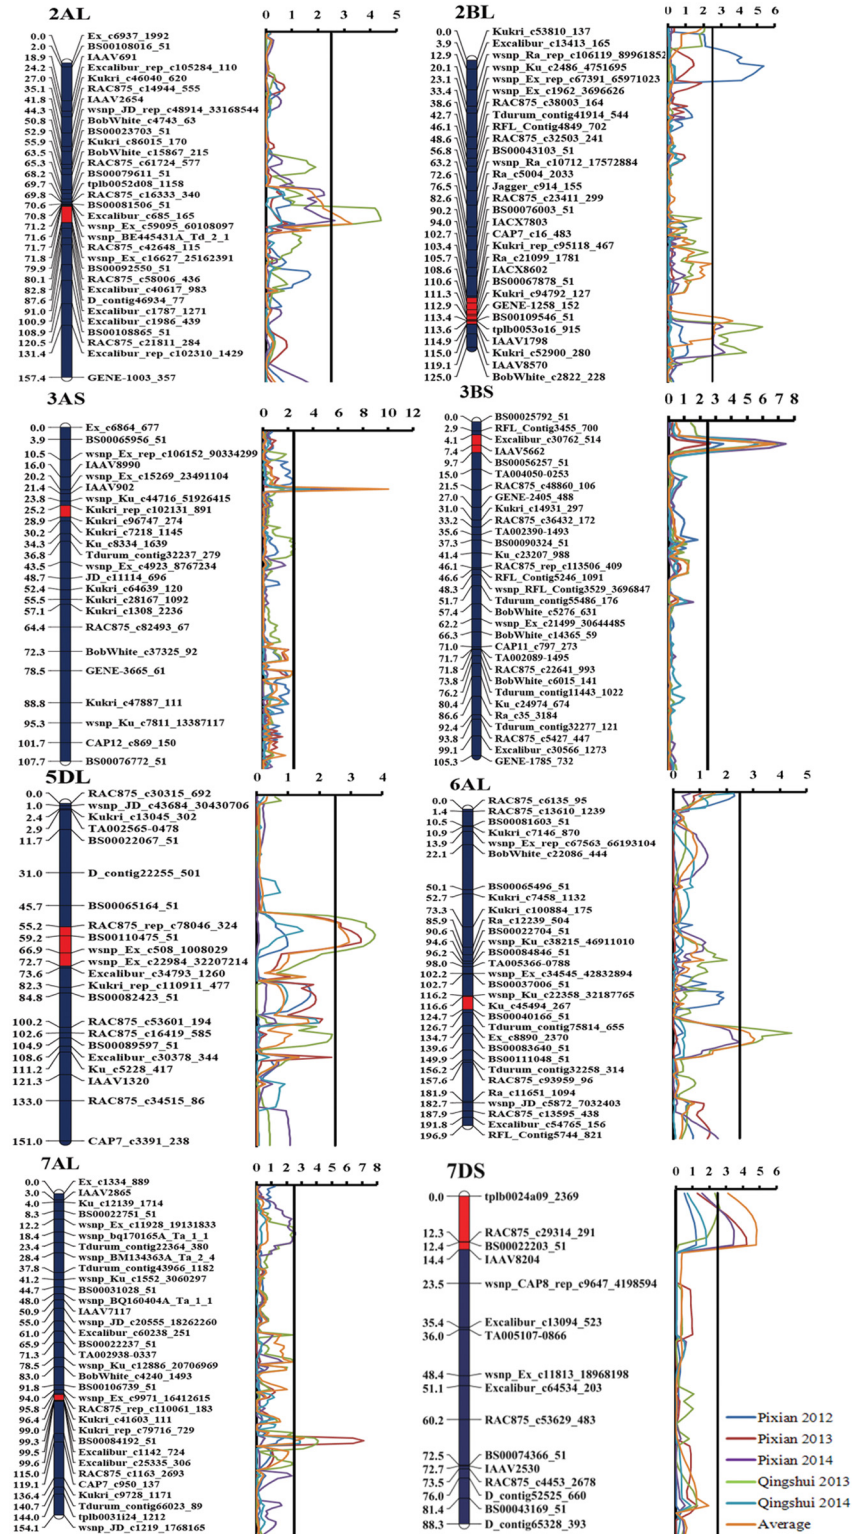 2AL
0 1 2 3 4 5
0.0 Ex_c6937_1992
2.0 BS00108016_51
18.9 IAAV691
24.2 Excalibur_rep_c105284_110
27.0 Kukri_c46040_620
35.1 RAC875_c14944_555
41.8 IAAV2654
44.3 wsnp_JD_rep_c48914_33168544
50.8 BobWhite_c4743_63
52.9 BS00023703_51
55.9 Kukri_c86015_170
63.5 BobWhite_c15867_215
65.3 RAC875_c61724_577
68.2 BS00079611_51
69.7 tplb0052d08_1158
69.8 RAC875_c16333_340
70.6 BS00081506_51
70.8 Excalibur_c685_165
71.2 wsnp_Ex_c59095_60108097
71.6 wsnp_BE445431A_Td_2_1
71.7 RAC875_c42648_115
71.8 wsnp_Ex_c16627_25162391
79.9 BS00092550_51
80.1 RAC875_c58006_436
82.8 Excalibur_c40617_983
87.6 D_contig46934_77
91.0 Excalibur_c1787_1271
100.9 Excalibur_c1986_439
108.9 BS00108865_51
120.5 RAC875_c21811_284
131.4 Excalibur_rep_c102310_1429
157.4 GENE-1003_357
2BL
0 1 2 3 4 5 6
0.0 Kukri_c53810_137
3.9 Excalibur_c13413_165
12.9 wsnp_Ra_rep_c106119_89961852
20.1 wsnp_Ku_c2486_4751695
23.1 wsnp_Ex_rep_c67391_65971023
33.4 wsnp_Ex_c1962_3696626
38.6 RAC875_c38003_164
42.7 Tdurum_contig41914_544
46.1 RFL_Contig4849_702
48.6 RAC875_c32503_241
56.8 BS00043103_51
63.2 wsnp_Ra_c10712_17572884
72.6 Ra_c5004_2033
76.5 Jagger_c914_155
82.6 RAC875_c23411_299
90.2 BS00076003_51
94.0 IACX7803
102.7 CAP7_c16_483
103.4 Kukri_rep_c95118_467
105.7 Ra_c21099_1781
108.6 IACX8602
110.6 BS00067878_51
111.3 Kukri_c94792_127
112.9 GENE-1258_152
113.4 BS00109546_51
113.6 tplb0053o16_915
114.9 IAAV1798
115.0 Kukri_c52900_280
119.1 IAAV8570
125.0 BobWhite_c2822_228
3AS
0 2 4 6 8 10 12
0.0 Ex_c6864_677
3.9 BS00065956_51
10.5 wsnp_Ex_rep_c106152_90334299
16.0 IAAV8990
20.2 wsnp_Ex_c15269_23491104
21.4 IAAV902
23.8 wsnp_Ku_c44716_51926415
25.2 Kukri_rep_c102131_891
28.9 Kukri_c96747_274
30.2 Kukri_c7218_1145
34.3 Ku_c8334_1639
36.8 Tdurum_contig32237_279
43.5 wsnp_Ex_c4923_8767234
48.7 JD_c11114_696
52.4 Kukri_c64639_120
55.5 Kukri_c28167_1092
57.1 Kukri_c1308_2236
64.4 RAC875_c82493_67
72.3 BobWhite_c37325_92
78.5 GENE-3665_61
88.8 Kukri_c47887_111
95.3 wsnp_Ku_c7811_13387117
101.7 CAP12_c869_150
107.7 BS00076772_51
3BS
0 1 2 3 4 5 6 7 8
0.0 BS00025792_51
2.9 RFL_Contig3455_700
4.1 Excalibur_c30762_514
7.4 IAAV5662
9.7 BS00056257_51
15.0 TA004050-0253
21.5 RAC875_c48860_106
27.0 GENE-2405_488
31.0 Kukri_c14931_297
33.2 RAC875_c36432_172
35.6 TA002390-1493
37.3 BS00090324_51
41.4 Ku_c23207_988
46.1 RAC875_rep_c113506_409
46.6 RFL_Contig5246_1091
48.3 wsnp_RFL_Contig3529_3696847
51.7 Tdurum_contig55486_176
57.4 BobWhite_c5276_631
62.2 wsnp_Ex_c21499_30644485
66.3 BobWhite_c14365_59
71.0 CAP11_c797_273
71.7 TA002089-1495
71.8 RAC875_c22641_993
73.8 BobWhite_c6015_141
76.2 Tdurum_contig11443_1022
80.4 Ku_c24974_674
86.6 Ra_c35_3184
92.4 Tdurum_contig32277_121
93.8 RAC875_c5427_447
99.1 Excalibur_c30566_1273
105.3 GENE-1785_732
5DL
0 1 2 3 4
0.0 RAC875_c30315_692
1.0 wsnp_JD_c43684_30430706
2.4 Kukri_c13045_302
2.9 TA002565-0478
11.7 BS00022067_51
31.0 D_contig22255_501
45.7 BS00065164_51
55.2 RAC875_rep_c78046_324
59.2 BS00110475_51
66.9 wsnp_Ex_c508_1008029
72.7 wsnp_Ex_c22984_32207214
73.6 Excalibur_c34793_1260
82.3 Kukri_rep_c110911_477
84.8 BS00082423_51
100.2 RAC875_c53601_194
102.6 RAC875_c16419_585
104.9 BS00089597_51
108.6 Excalibur_c30378_344
111.2 Ku_c5228_417
121.3 IAAV1320
133.0 RAC875_c34515_86
151.0 CAP7_c3391_238
6AL
0 1 2 3 4 5
0.0 RAC875_c6135_95
1.4 RAC875_c13610_1239
10.5 BS00081603_51
10.9 Kukri_c7146_870
13.9 wsnp_Ex_rep_c67563_66193104
22.1 BobWhite_c22086_444
50.1 BS00065496_51
52.7 Kukri_c7458_1132
73.3 Kukri_c100884_175
85.9 Ra_c12239_504
90.6 BS00022704_51
94.6 wsnp_Ku_c38215_46911010
96.2 BS00084846_51
98.0 TA005366-0788
102.2 wsnp_Ex_c34545_42832894
102.7 BS00037006_51
116.2 wsnp_Ku_c22358_32187765
116.6 Ku_c45494_267
124.7 BS00040166_51
126.7 Tdurum_contig75814_655
134.7 Ex_c8890_2370
139.6 BS00083640_51
149.9 BS00111048_51
156.2 Tdurum_contig32258_314
157.6 RAC875_c93959_96
181.9 Ra_c11651_1094
182.7 wsnp_JD_c5872_7032403
187.9 RAC875_c13595_438
191.8 Excalibur_c54765_156
196.9 RFL_Contig5744_821
7AL
0 1 2 3 4 5 6 7 8
0.0 Ex_c1334_889
3.0 IAAV2865
4.0 Ku_c12139_1714
8.3 BS00022751_51
12.2 wsnp_Ex_c11928_19131833
18.4 wsnp_bq170165A_Ta_1_1
23.4 Tdurum_contig22364_380
28.4 wsnp_BM134363A_Ta_2_4
37.8 Tdurum_contig43966_1182
41.2 wsnp_Ku_c1552_3060297
44.7 BS00031028_51
48.0 wsnp_BQ160404A_Ta_1_1
50.9 IAAV7117
55.0 wsnp_JD_c20555_18262260
61.0 Excalibur_c60238_251
65.9 BS00022237_51
71.3 TA002938-0337
78.5 wsnp_Ku_c12886_20706969
83.0 BobWhite_c4240_1493
91.8 BS00106739_51
94.0 wsnp_Ex_c9971_16412615
95.8 RAC875_rep_c110061_183
96.4 Kukri_c41603_111
99.0 Kukri_rep_c79716_729
99.3 BS00084192_51
99.5 Excalibur_c1142_724
99.6 Excalibur_c25335_306
115.0 RAC875_c1163_2693
119.1 CAP7_c950_137
136.4 Kukri_c9728_1171
140.7 Tdurum_contig66023_89
144.0 tplb0031i24_1212
154.1 wsnp_JD_c1219_1768165
7DS
0 1 2 3 4 5 6
0.0 tplb0024a09_2369
12.3 RAC875_c29314_291
12.4 BS00022203_51
14.4 IAAV8204
23.5 wsnp_CAP8_rep_c9647_4198594
35.4 Excalibur_c13094_523
36.0 TA005107-0866
48.4 wsnp_Ex_c11813_18968198
51.1 Excalibur_c64534_203
60.2 RAC875_c53629_483
72.5 BS00074366_51
72.7 IAAV2530
73.5 RAC875_c4453_2678
76.0 D_contig52525_660
81.4 BS00043169_51
88.3 D_contig65328_393
Pixian 2012
Pixian 2013
Pixian 2014
Qingshui 2013
Qingshui 2014
Average